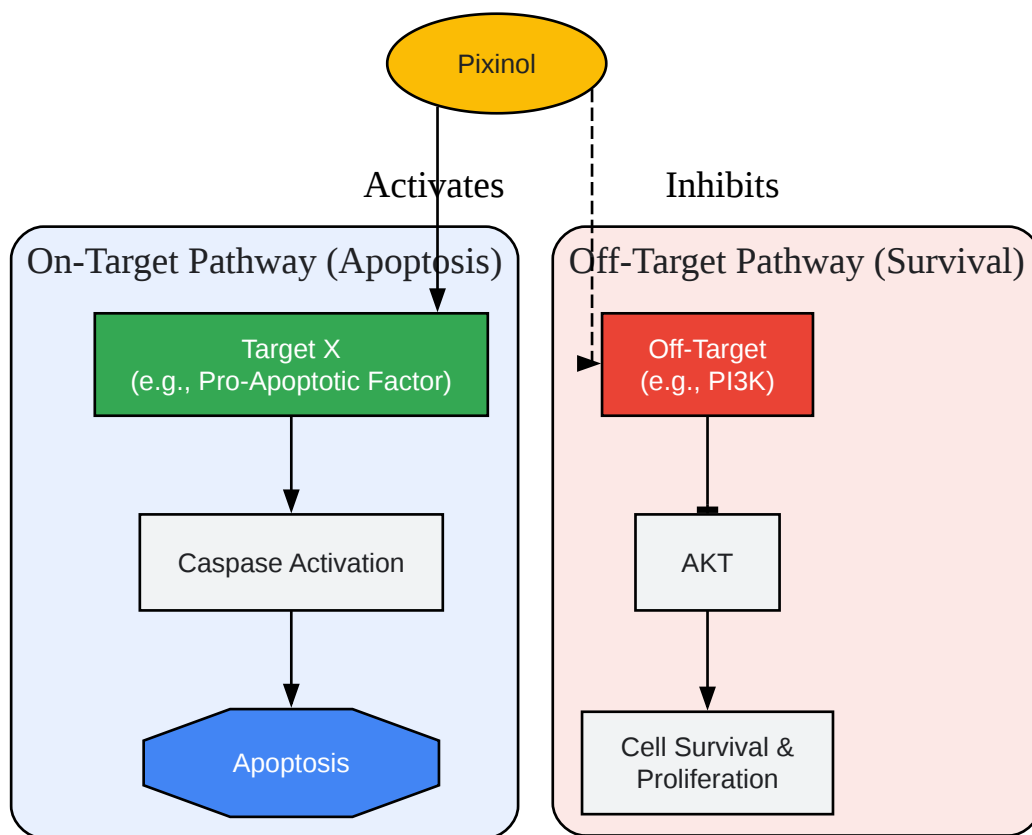 Pixinol
Activates
Inhibits
On-Target Pathway (Apoptosis)
Off-Target Pathway (Survival)
Target X
(e.g., Pro-Apoptotic Factor)
Off-Target
(e.g., PI3K)
Caspase Activation
AKT
Apoptosis
Cell Survival &
Proliferation